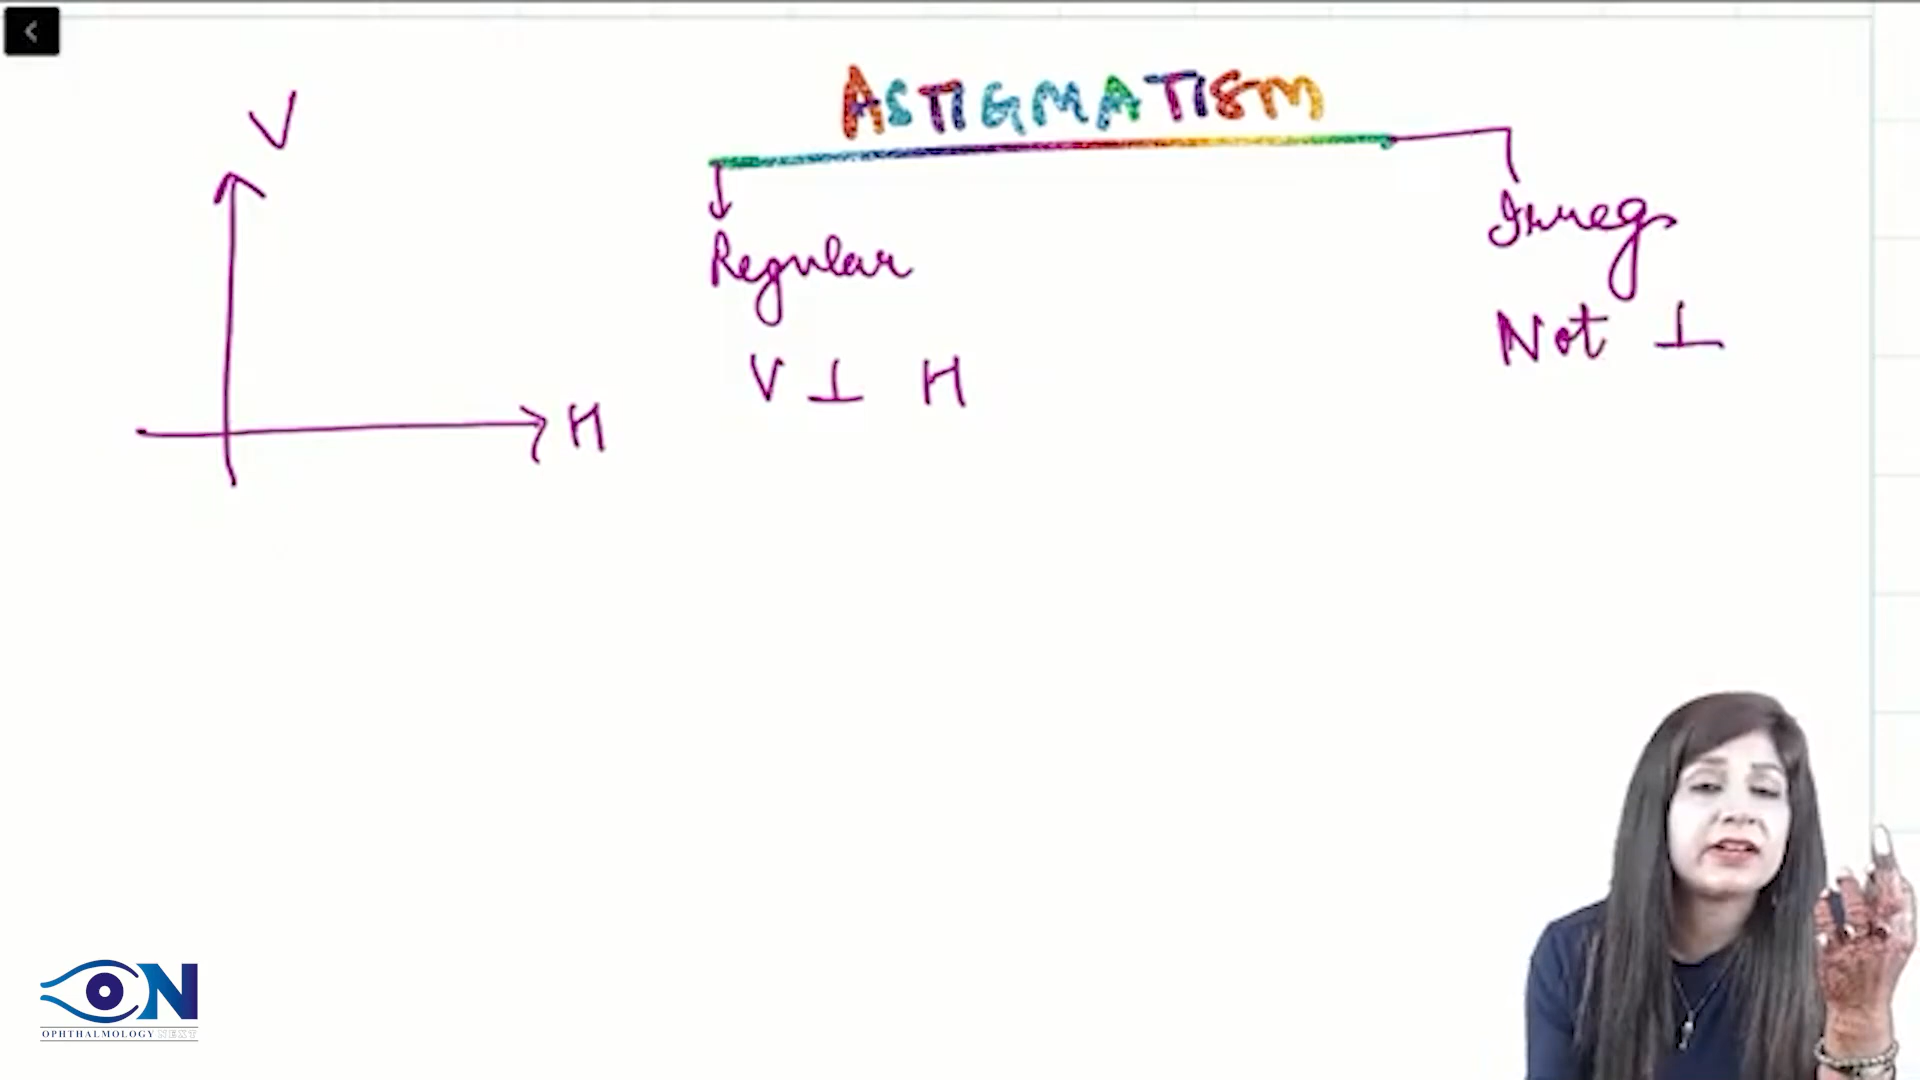 ASTIGMATISM
V
Regular
Irreg
V ⊥ H
Not ⊥
H
ON
OPHTHALMOLOGY NEXT